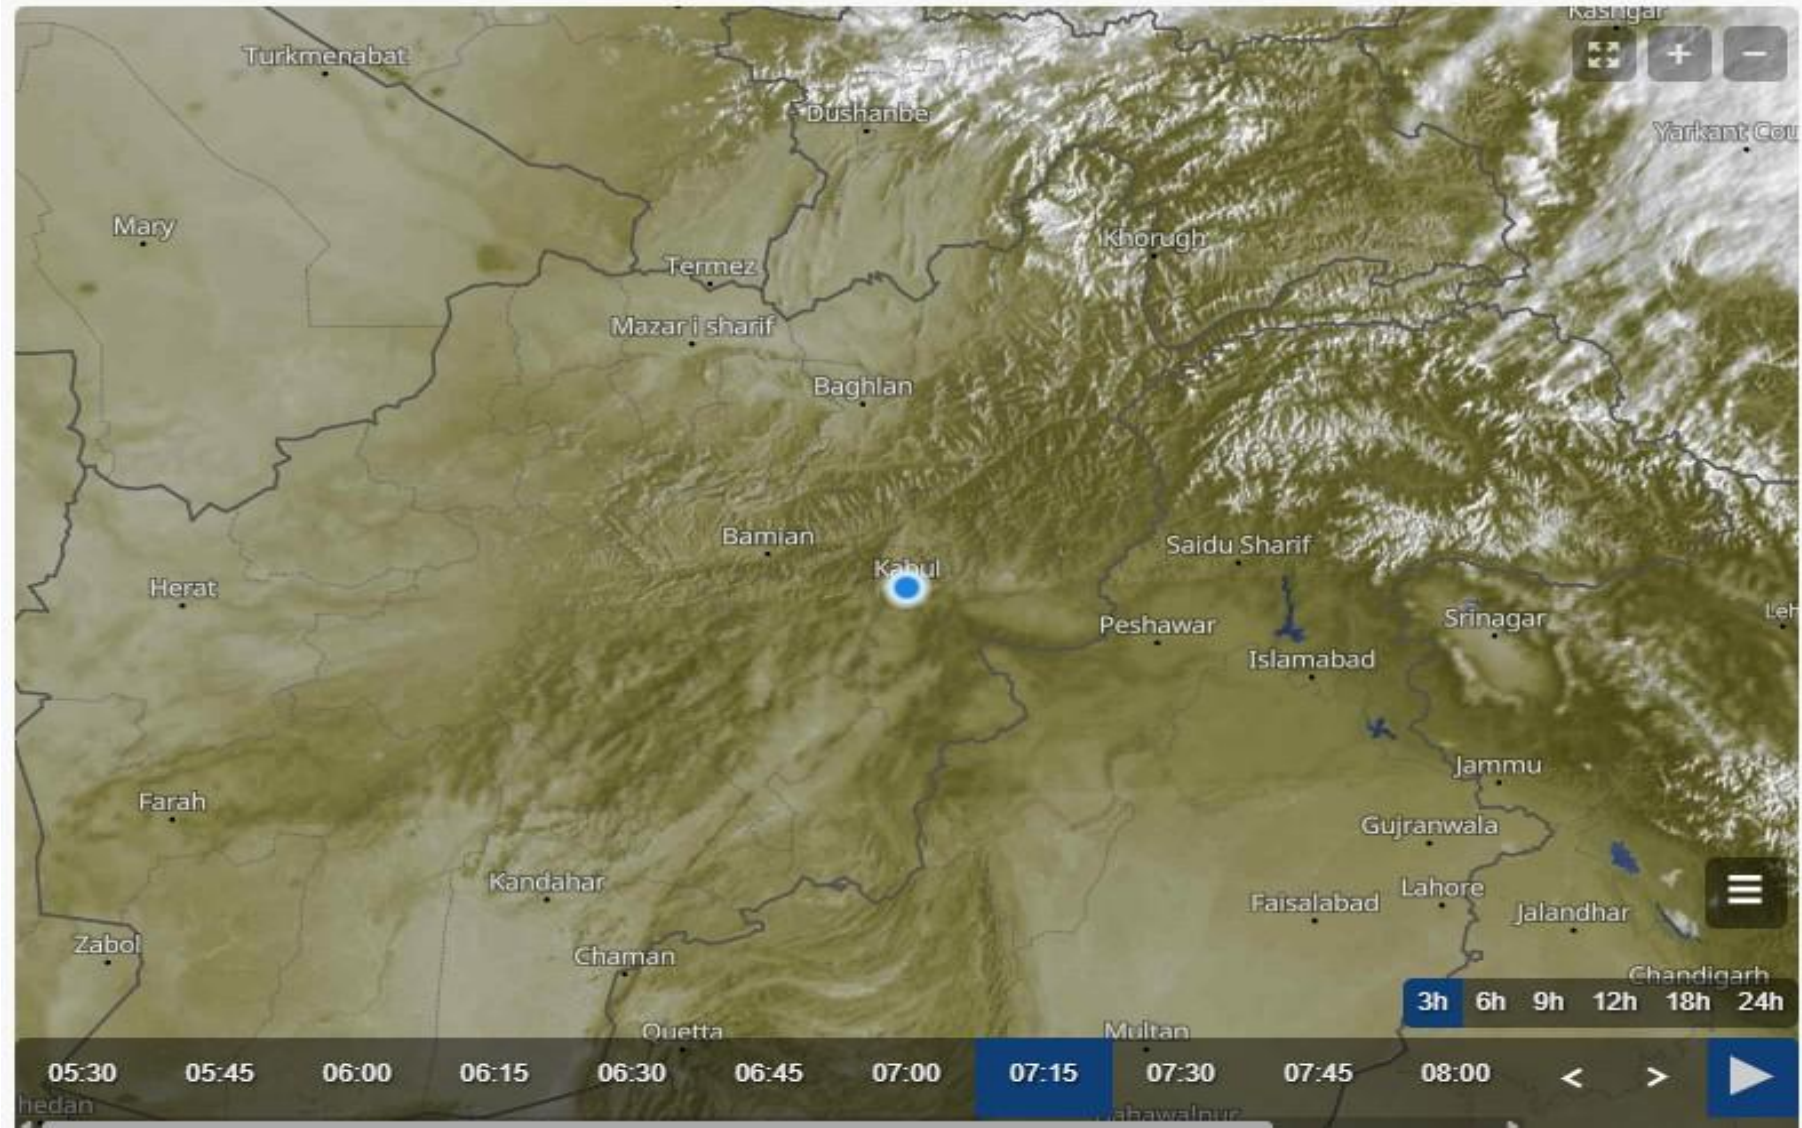 Kashgar
Turkmenabat
+ −
Dushanbe
Yarkant Cou
Mary
Khorugh
Termez
Mazar i sharif
Baghlan
Bamian
Saidu Sharif
Kabul
Herat
Leh
Srinagar
Peshawar
Islamabad
Jammu
Farah
Gujranwala
Kandahar
Lahore
Faisalabad
Jalandhar
Zabol
Chaman
Chandigarh
3h 6h 9h 12h 18h 24h
Quetta
Multan
05:30 05:45 06:00 06:15 06:30 06:45 07:00 07:15 07:30 07:45 08:00 < >
hedan